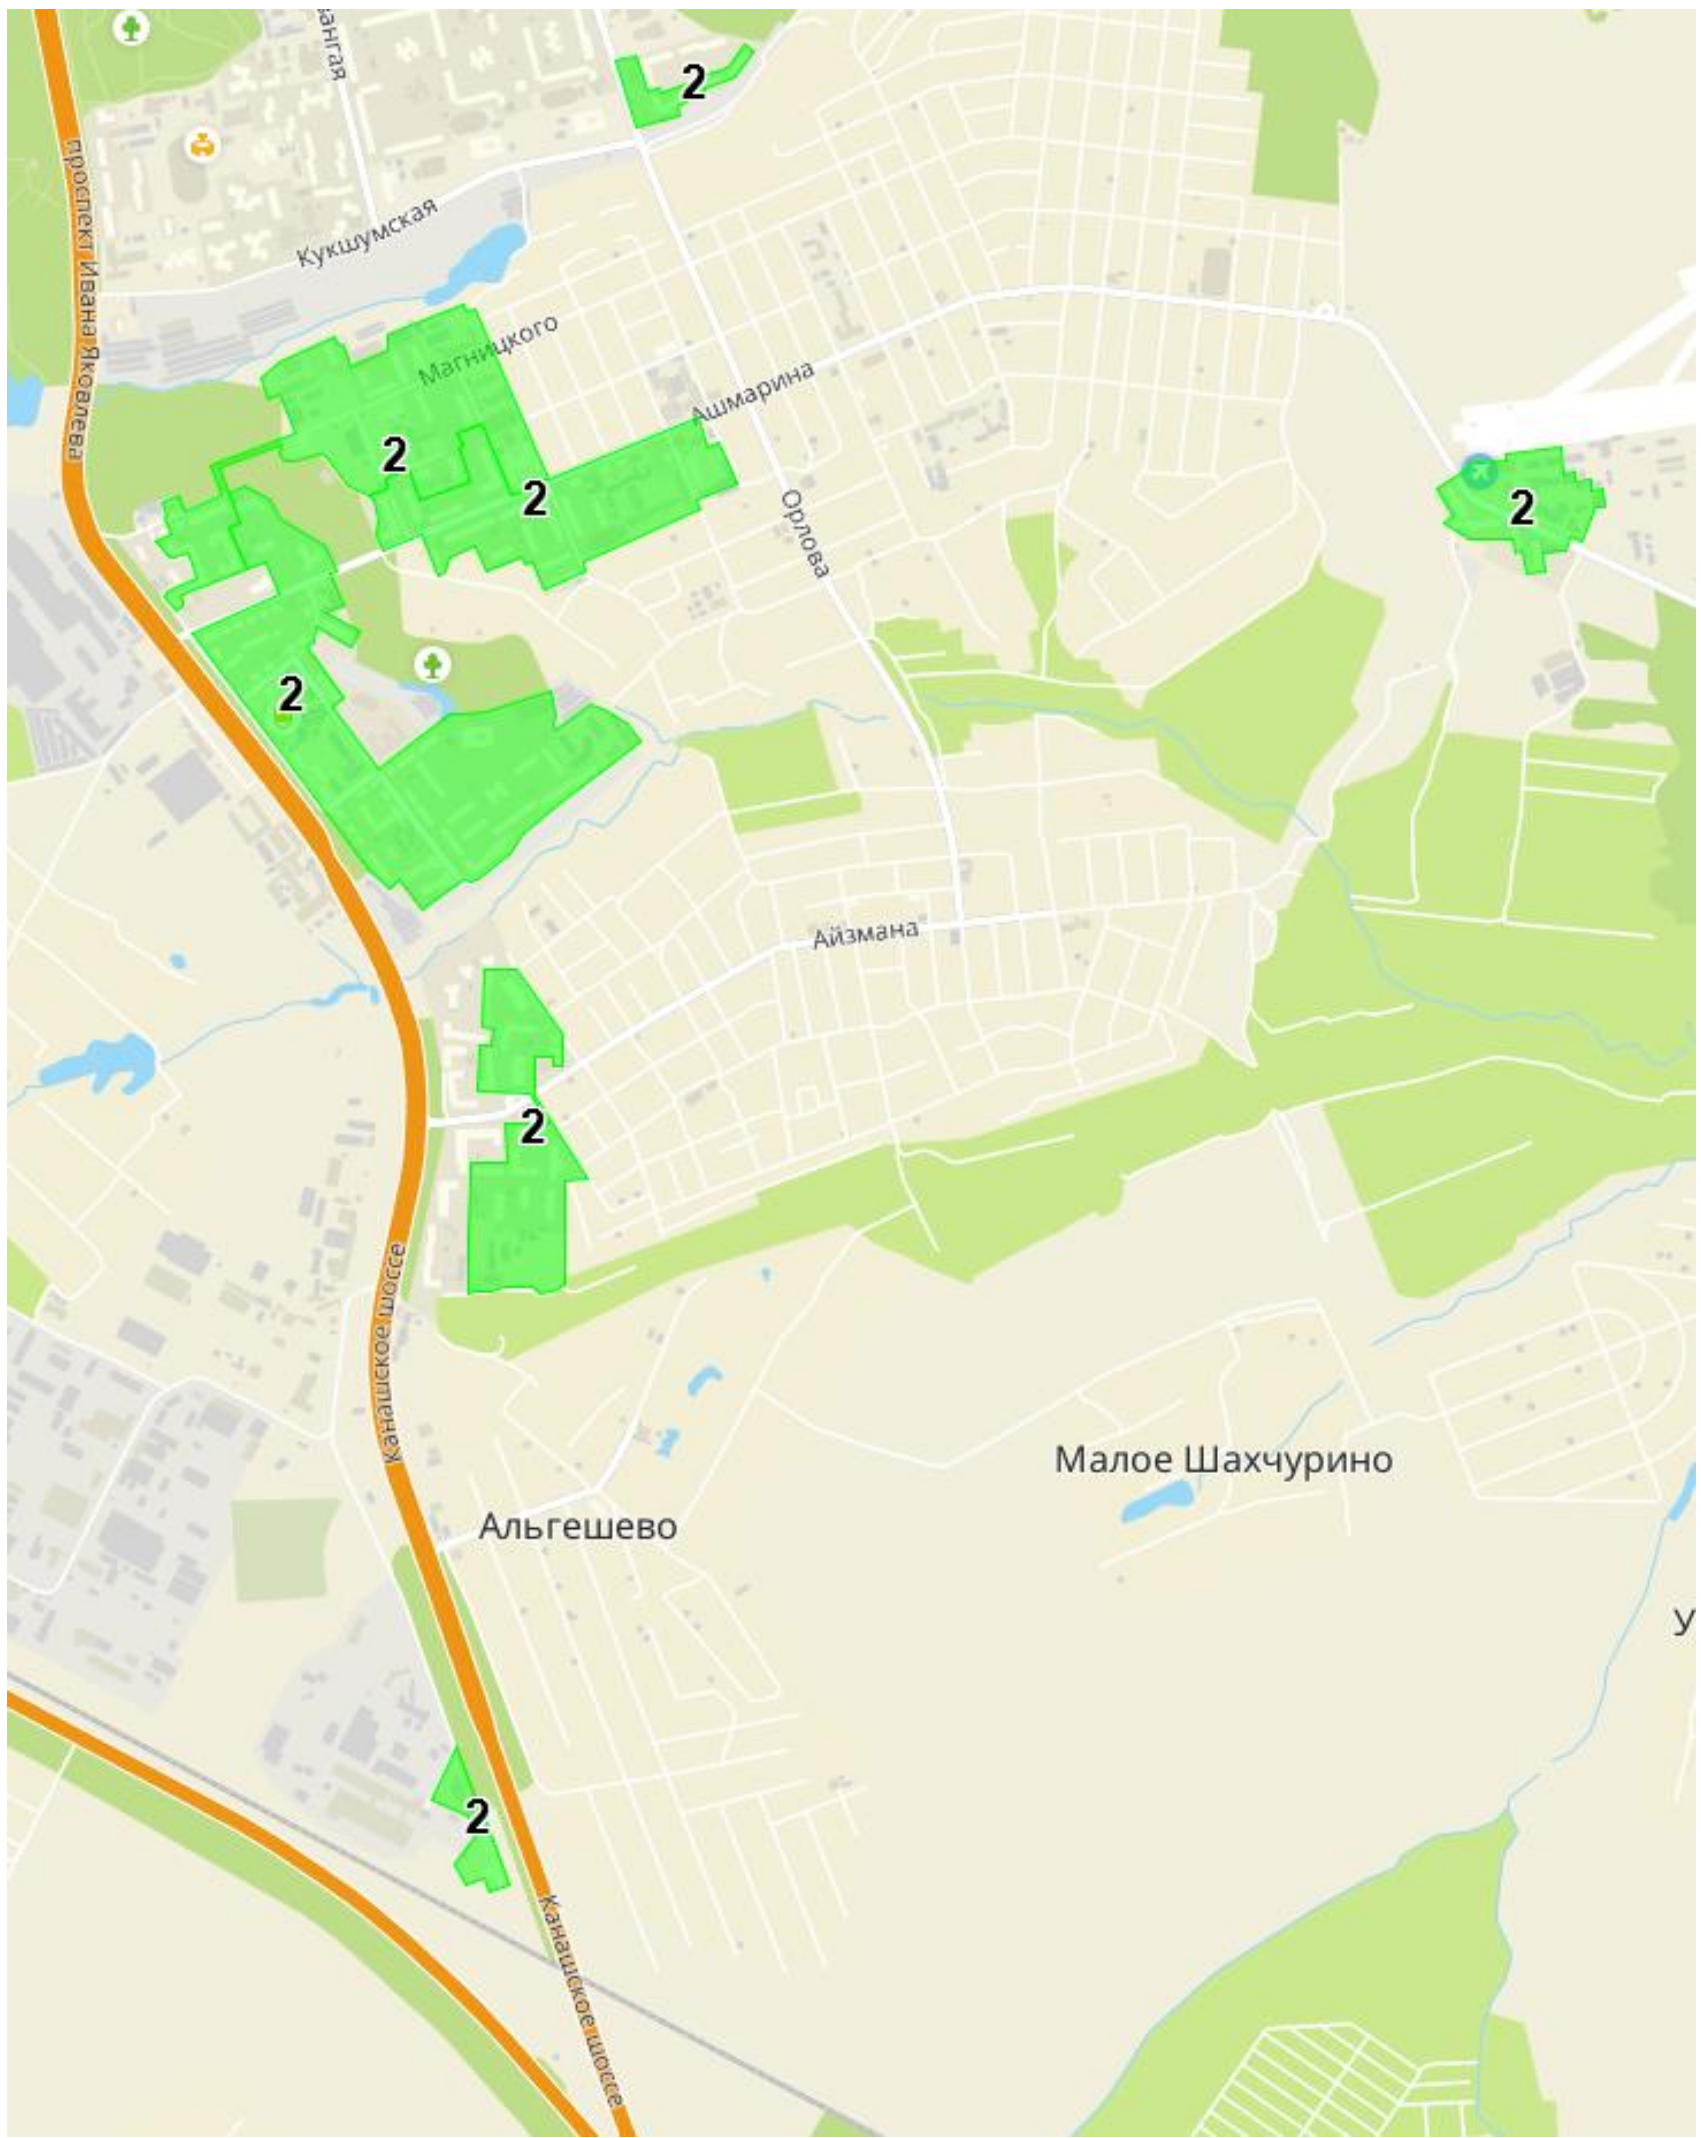 ангая
2
проспект Ивана Яковлева
Кукшумская
Магницкого
Ашмарина
2
2
Орлова
2
2
Айзмана
2
Канашское шоссе
Малое Шахчурино
Альгешево
У
2
Канашское шоссе